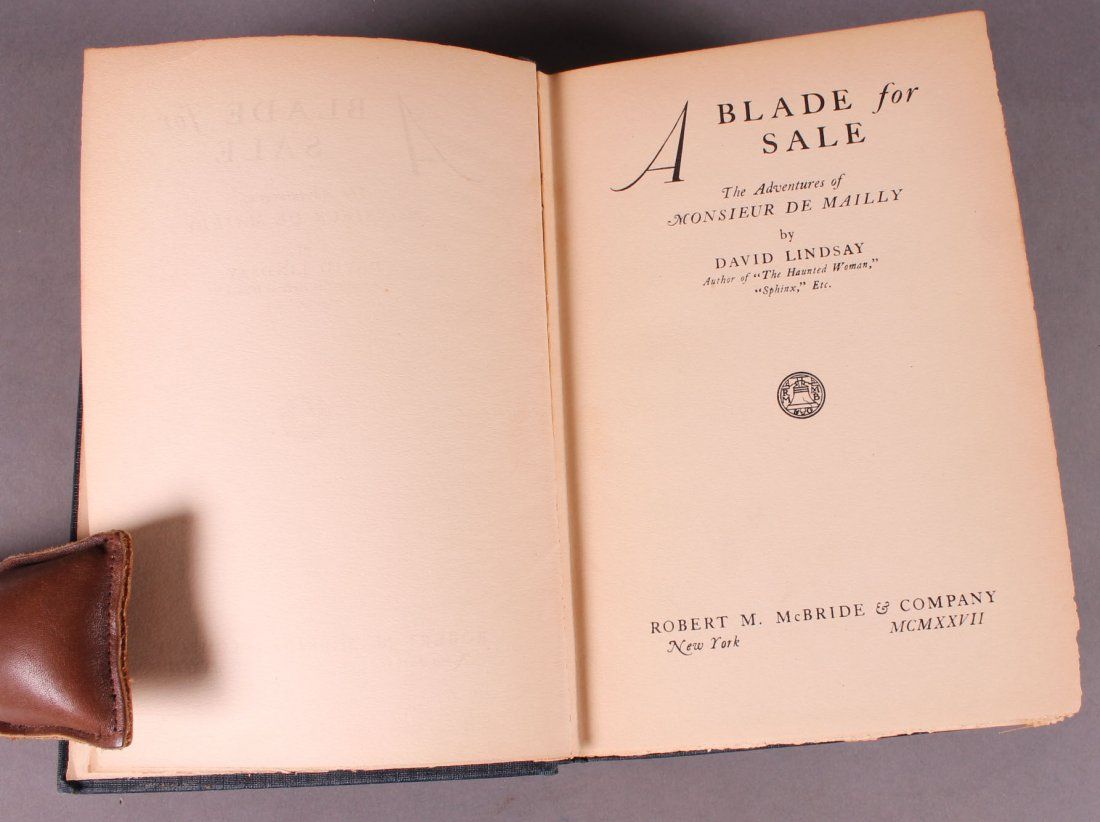 A BLADE for
SALE
The Adventures of
MONSIEUR DE MAILLY
by
DAVID LINDSAY
Author of "The Haunted Woman,"
"Sphinx," Etc.
ROBERT M. McBRIDE & COMPANY
New York MCMXXVII